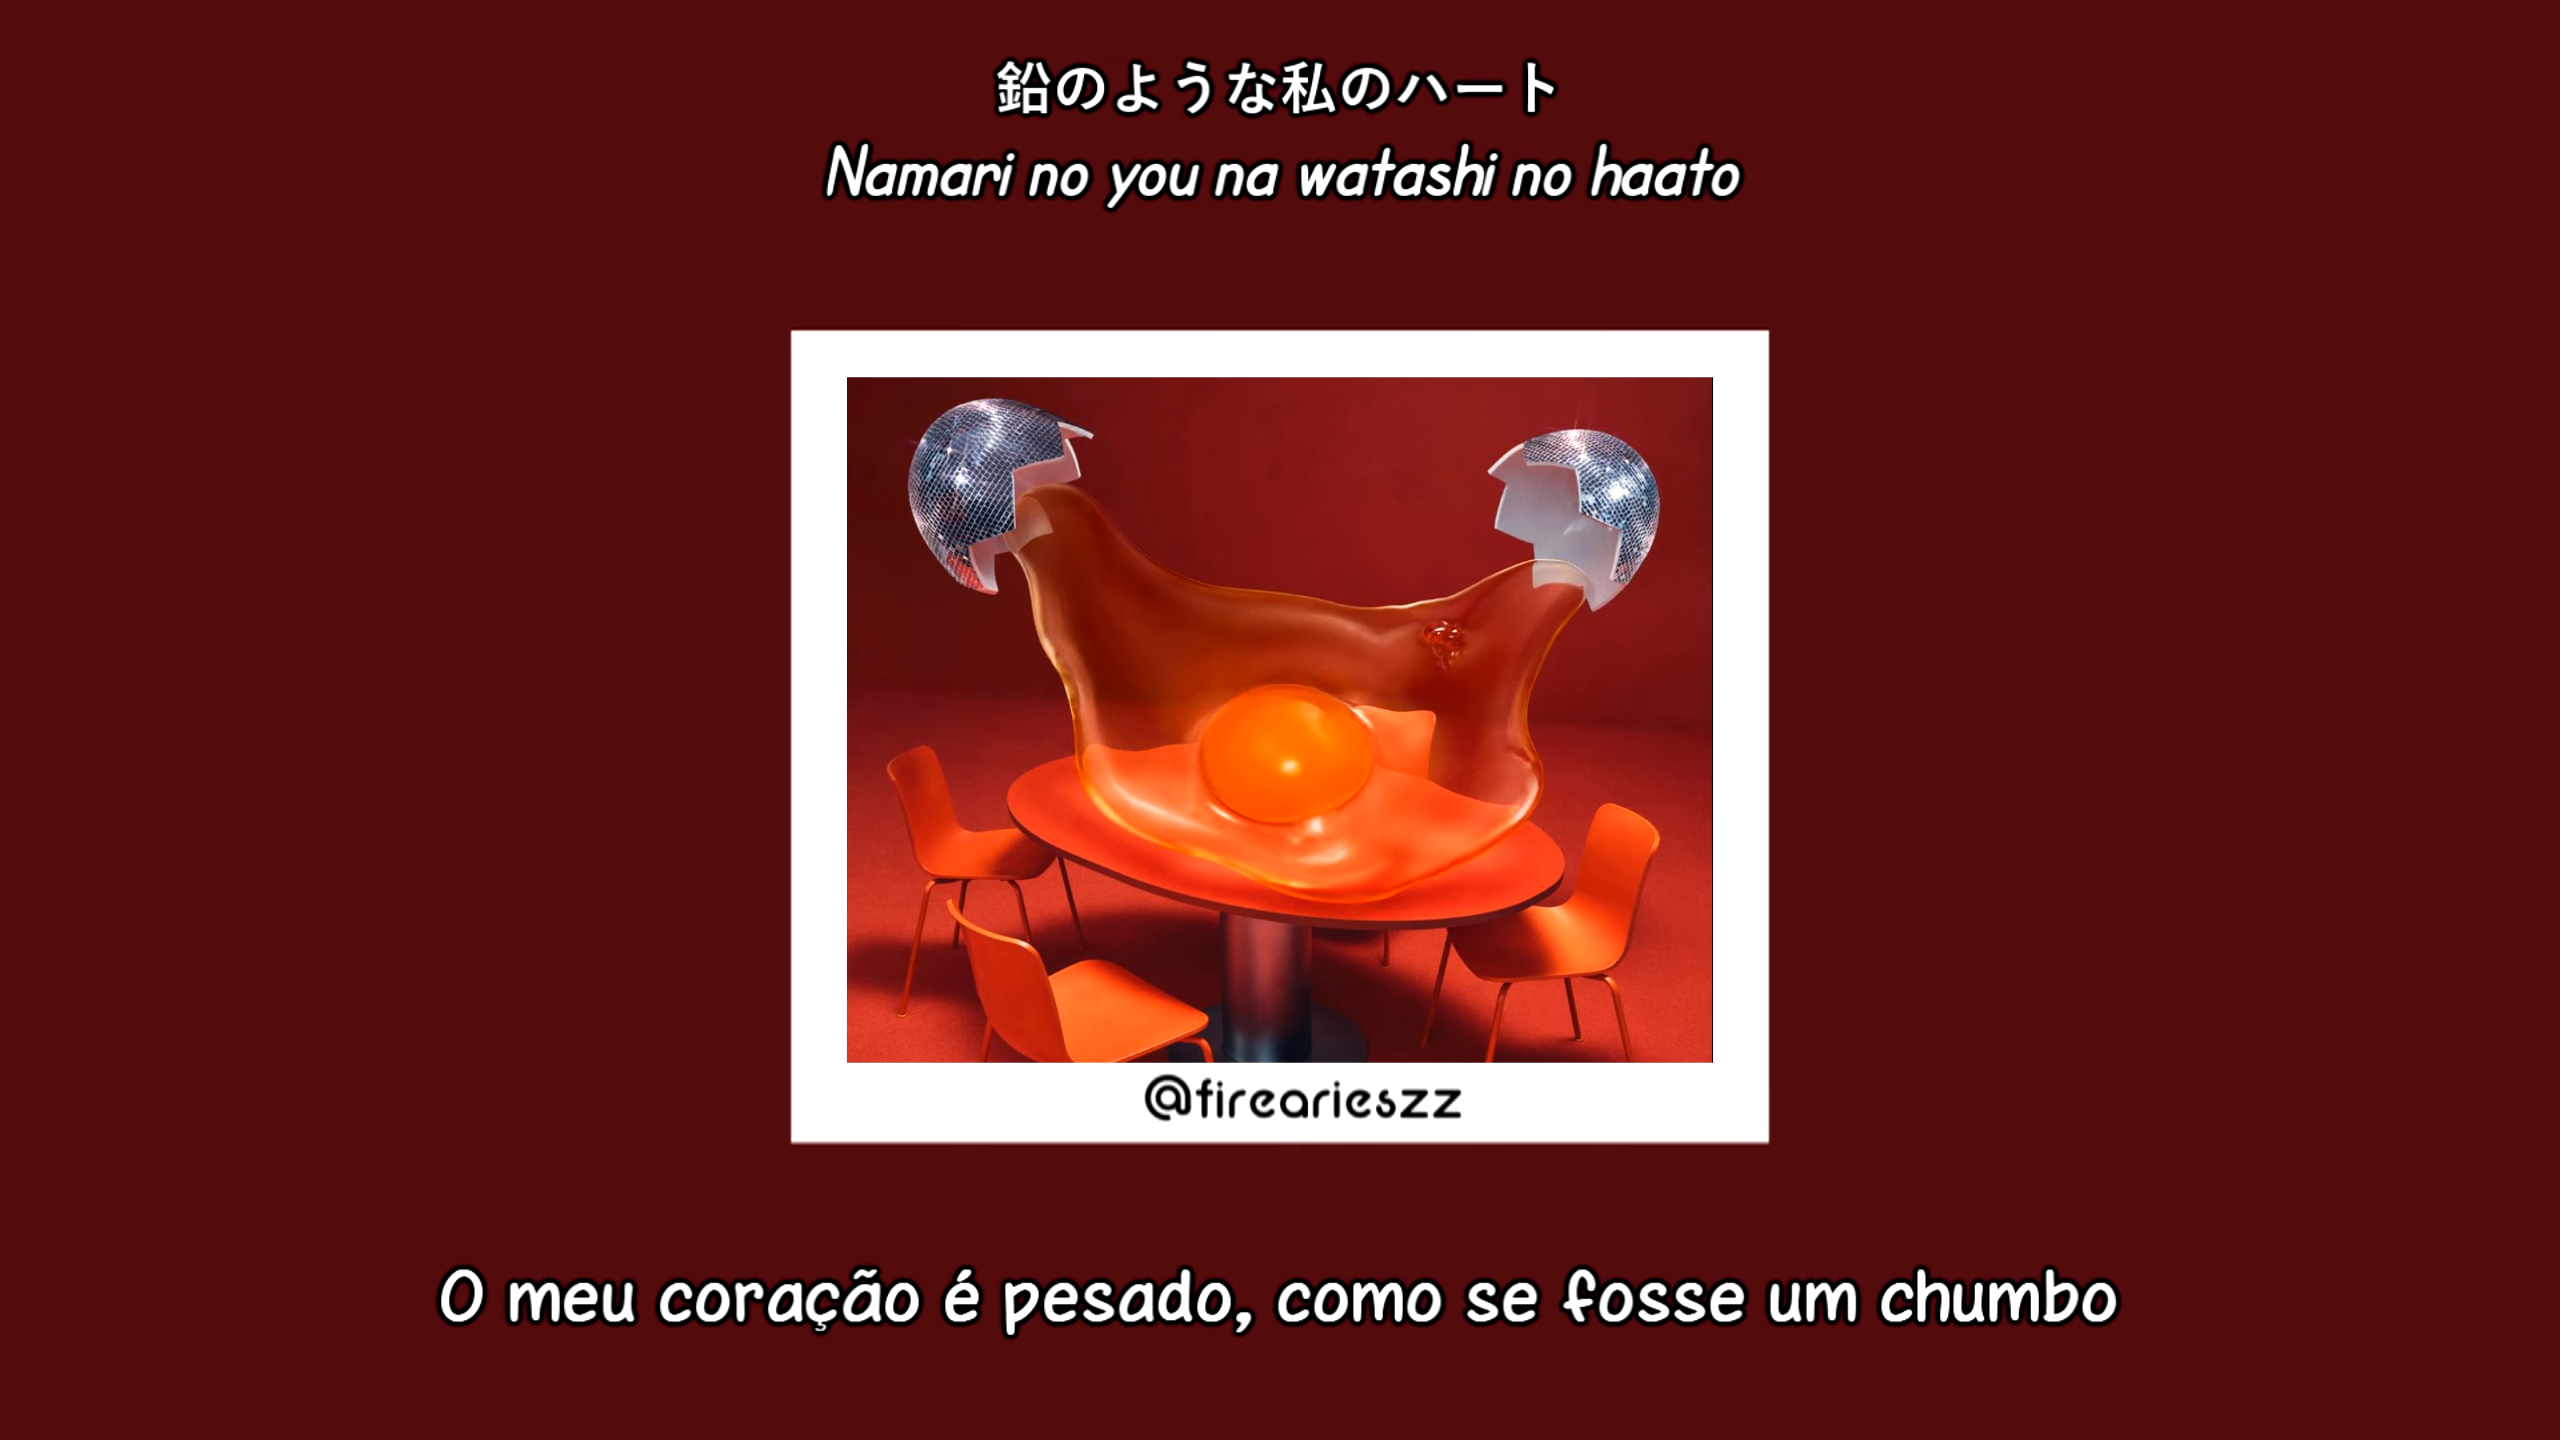 鉛のような私のハート
Namari no you na watashi no haato
@firearieszz
O meu coração é pesado, como se fosse um chumbo